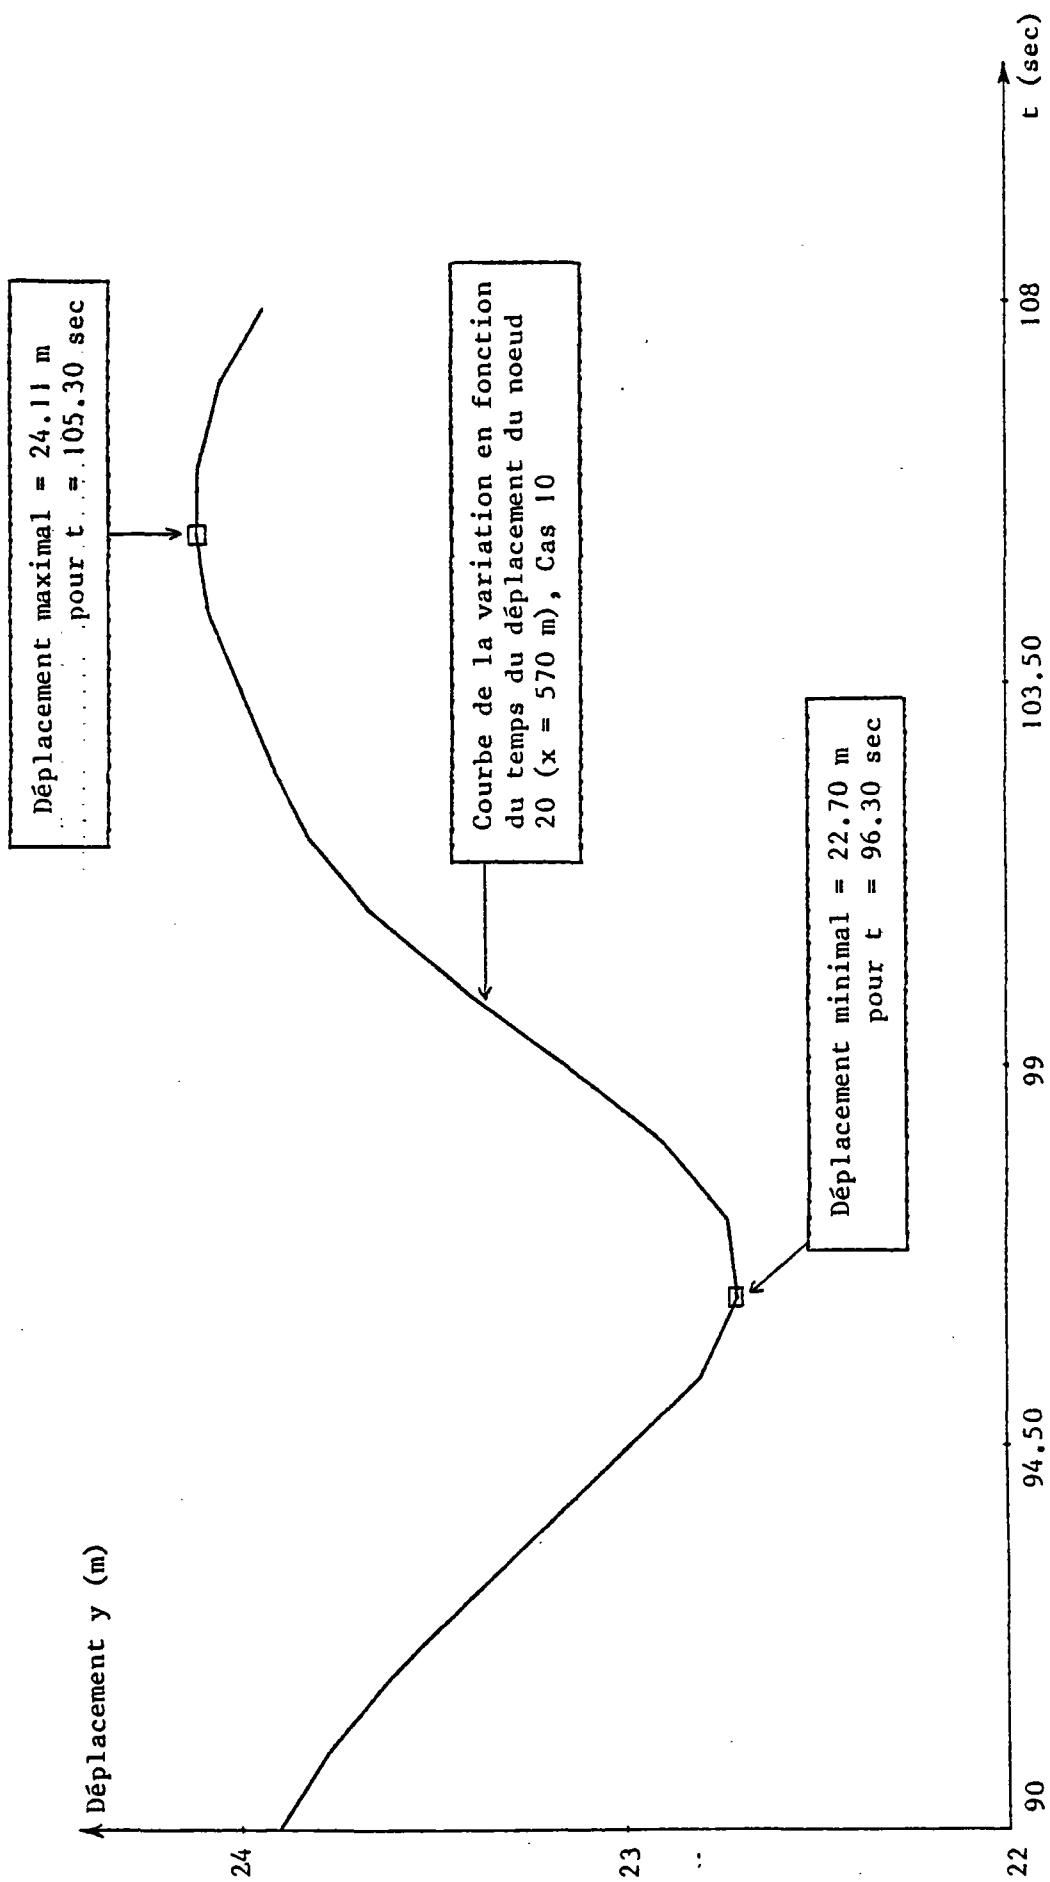 Déplacement y (m)
24
23
22
Déplacement maximal = 24.11 m
pour t = 105.30 sec
Courbe de la variation en fonction
du temps du déplacement du noeud
20 (x = 570 m), Cas 10
Déplacement minimal = 22.70 m
pour t = 96.30 sec
90
94.50
99
103.50
108
t (sec)